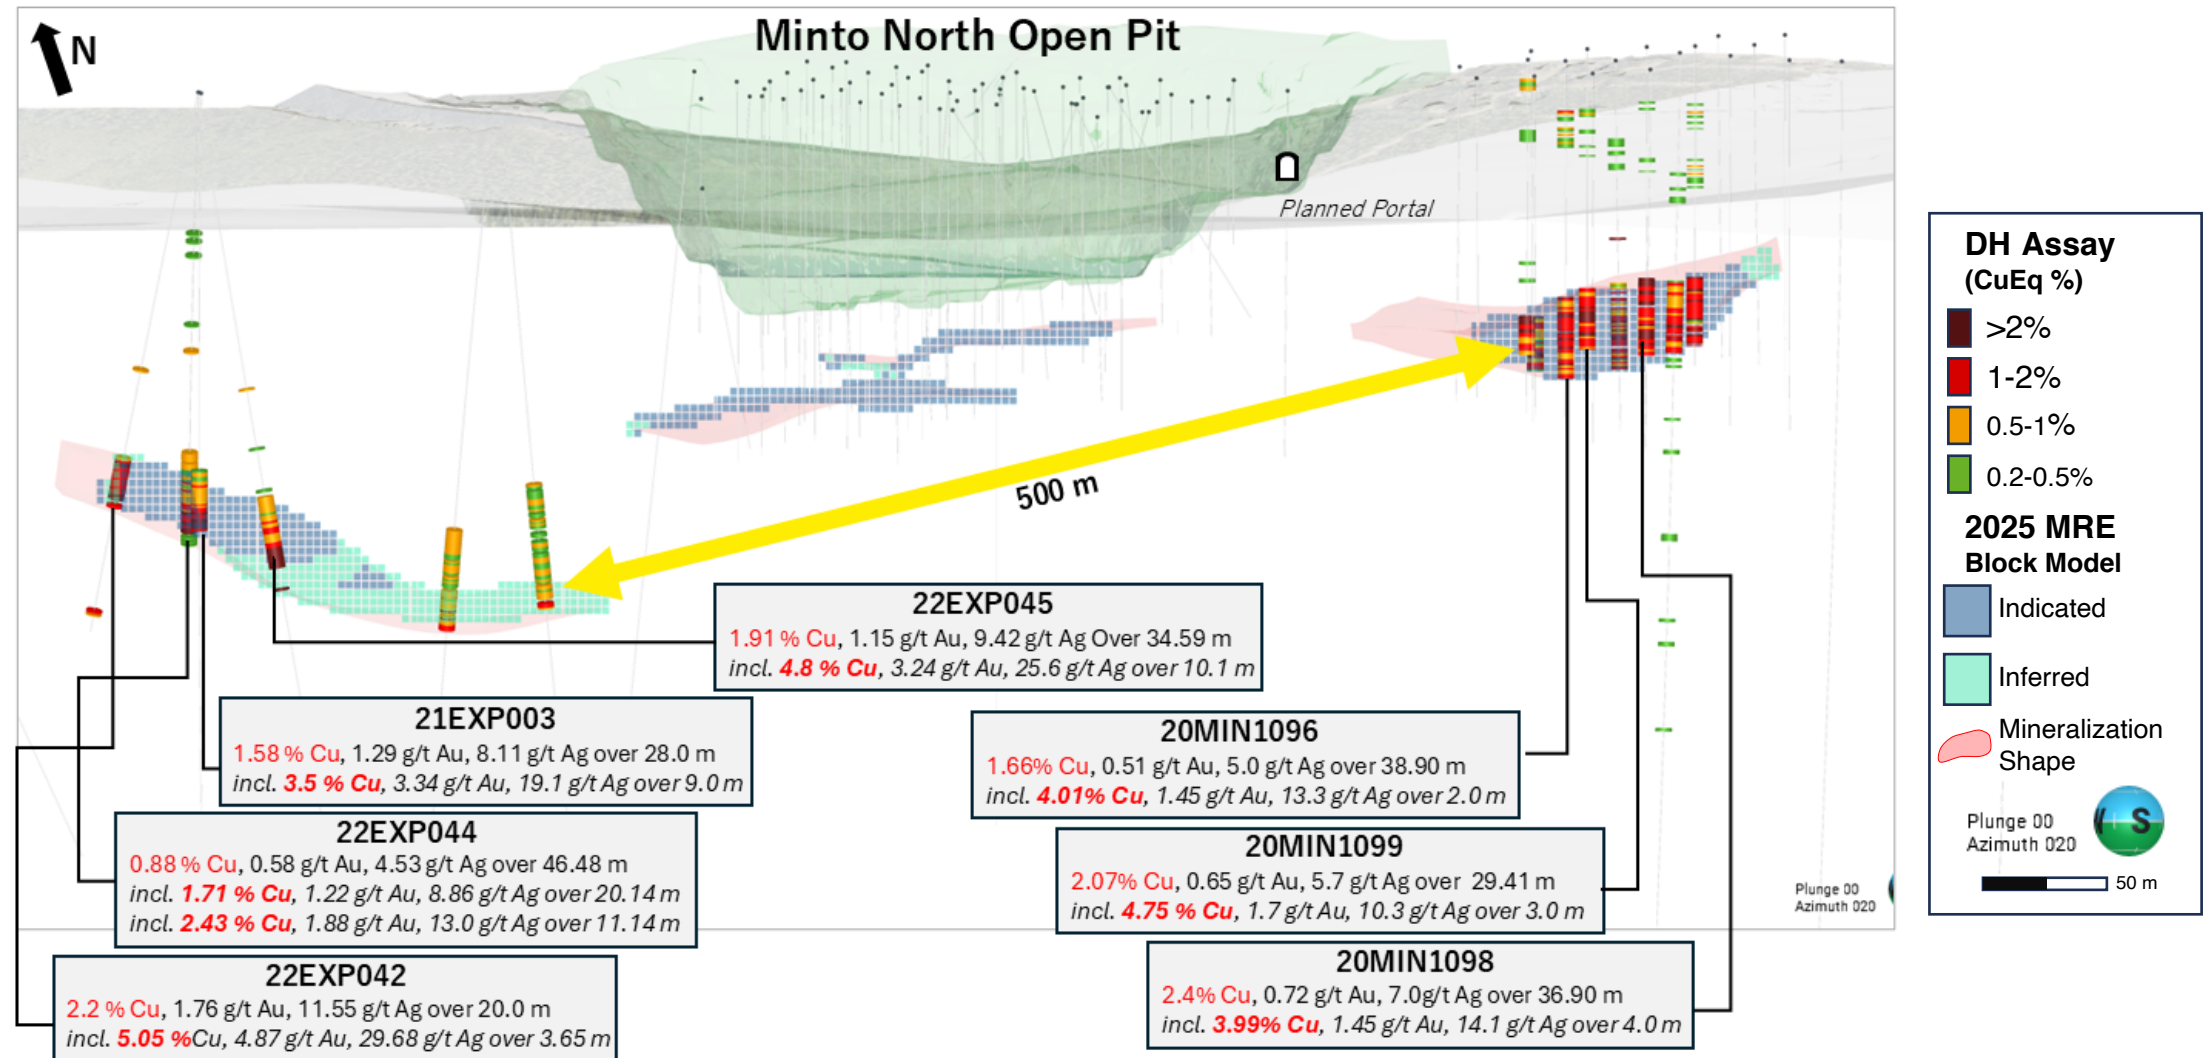 Minto North Open Pit
N
Planned Portal
500 m
22EXP045
1.91 % Cu, 1.15 g/t Au, 9.42 g/t Ag Over 34.59 m
incl. 4.8 % Cu, 3.24 g/t Au, 25.6 g/t Ag over 10.1 m
21EXP003
1.58 % Cu, 1.29 g/t Au, 8.11 g/t Ag over 28.0 m
incl. 3.5 % Cu, 3.34 g/t Au, 19.1 g/t Ag over 9.0 m
22EXP044
0.88 % Cu, 0.58 g/t Au, 4.53 g/t Ag over 46.48 m
incl. 1.71 % Cu, 1.22 g/t Au, 8.86 g/t Ag over 20.14 m
incl. 2.43 % Cu, 1.88 g/t Au, 13.0 g/t Ag over 11.14 m
22EXP042
2.2 % Cu, 1.76 g/t Au, 11.55 g/t Ag over 20.0 m
incl. 5.05 %Cu, 4.87 g/t Au, 29.68 g/t Ag over 3.65 m
20MIN1096
1.66% Cu, 0.51 g/t Au, 5.0 g/t Ag over 38.90 m
incl. 4.01% Cu, 1.45 g/t Au, 13.3 g/t Ag over 2.0 m
20MIN1099
2.07% Cu, 0.65 g/t Au, 5.7 g/t Ag over 29.41 m
incl. 4.75 % Cu, 1.7 g/t Au, 10.3 g/t Ag over 3.0 m
20MIN1098
2.4% Cu, 0.72 g/t Au, 7.0g/t Ag over 36.90 m
incl. 3.99% Cu, 1.45 g/t Au, 14.1 g/t Ag over 4.0 m
Plunge 00
Azimuth 020
DH Assay
(CuEq %)
>2%
1-2%
0.5-1%
0.2-0.5%
2025 MRE
Block Model
Indicated
Inferred
Mineralization
Shape
Plunge 00
Azimuth 020
S
50 m